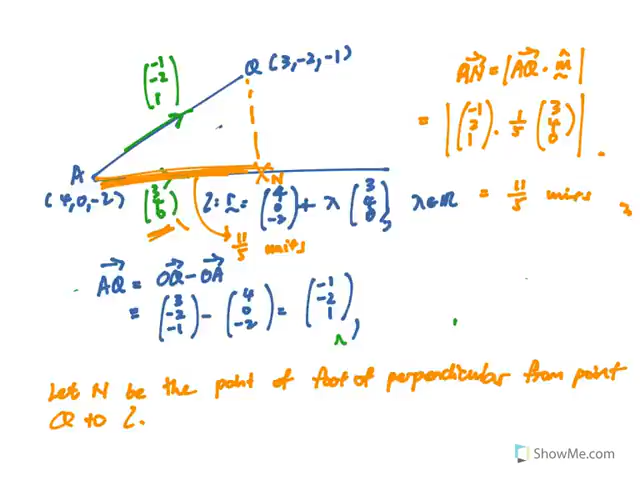 Q (3,-2,-1)
(-1 -2 1)
A
(4,0,-2)
(3 4 0)
N
l: r = (4 0 -2) + λ (3 4 0), λ∈ℝ
11/5 units
AN = |AQ · m̂|
= |(-1 -2 1) · 1/5 (3 4 0)|
= 11/5 units
AQ = OQ - OA
= (3 -2 -1) - (4 0 -2) = (-1 -2 1)
Let N be the point of foot of perpendicular from point
Q to l.
ShowMe.com